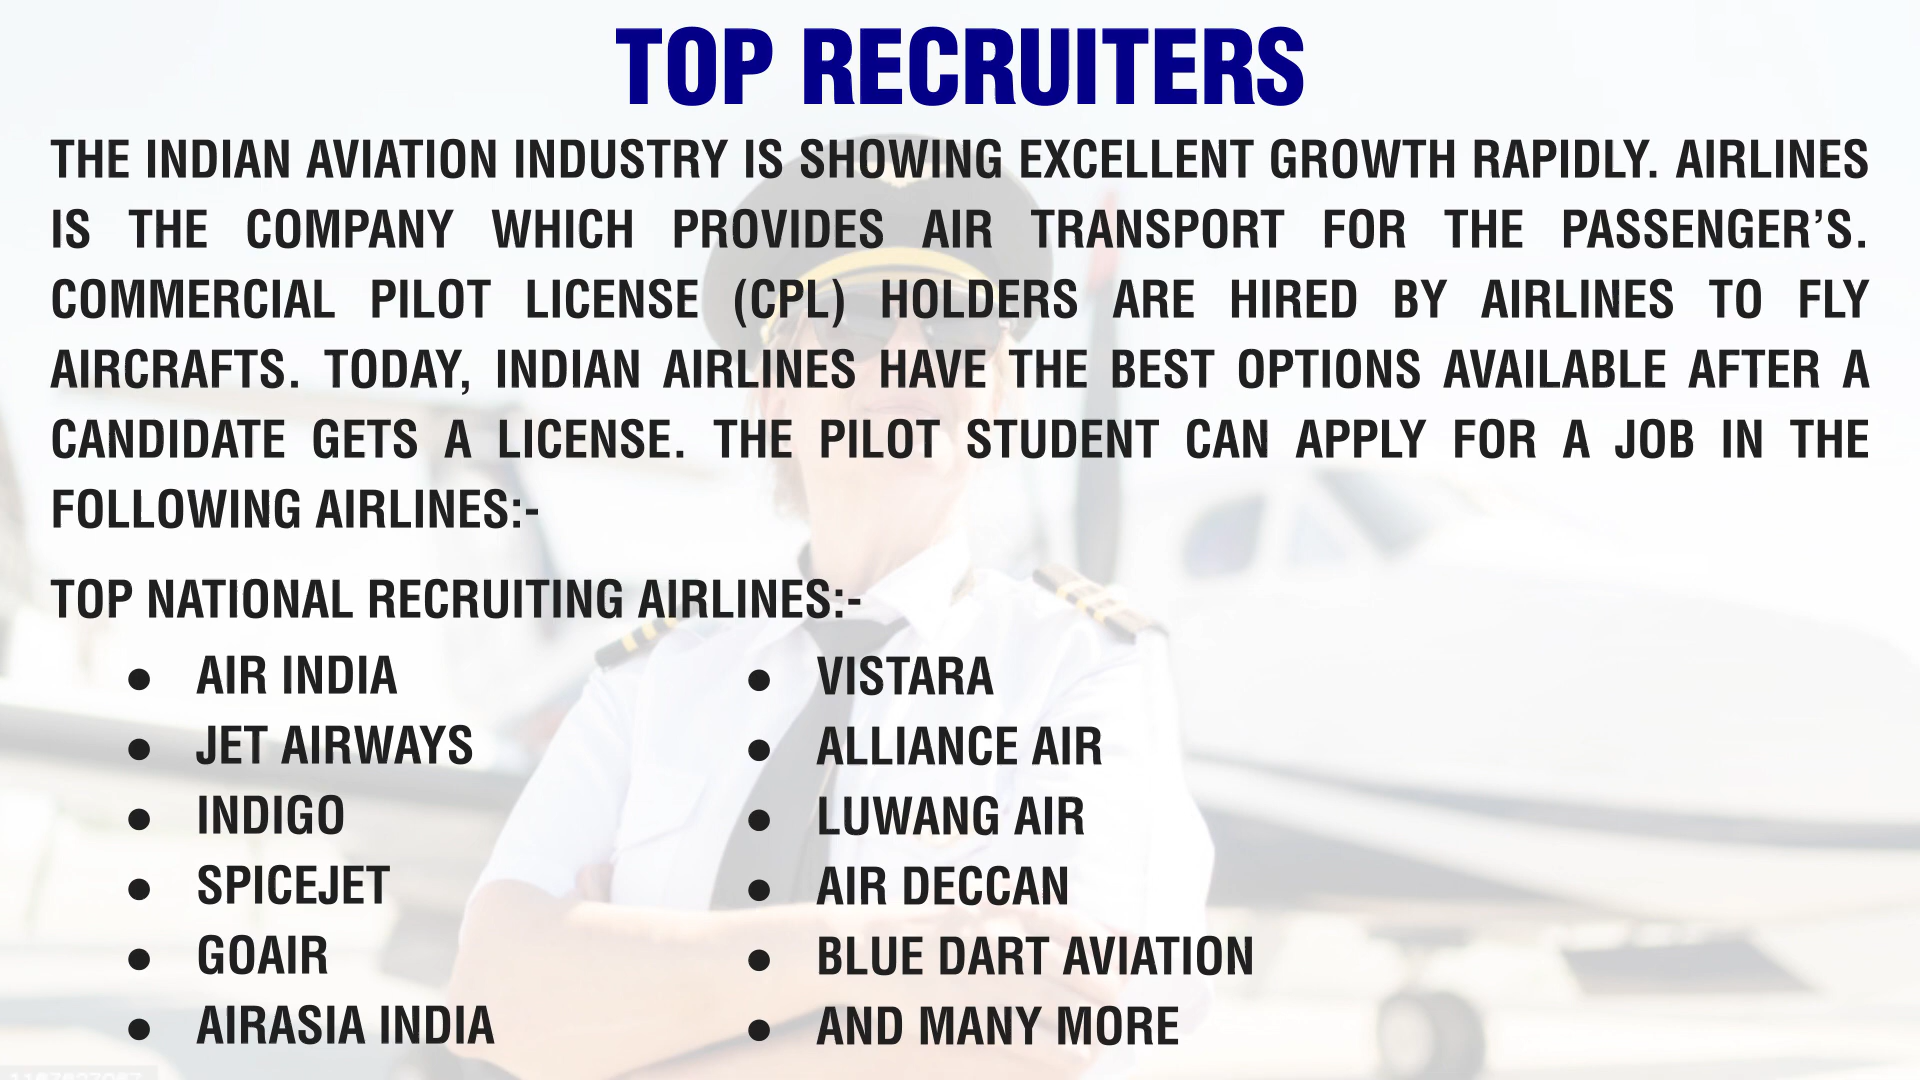 TOP RECRUITERS
THE INDIAN AVIATION INDUSTRY IS SHOWING EXCELLENT GROWTH RAPIDLY. AIRLINES
IS THE COMPANY WHICH PROVIDES AIR TRANSPORT FOR THE PASSENGER’S.
COMMERCIAL PILOT LICENSE (CPL) HOLDERS ARE HIRED BY AIRLINES TO FLY
AIRCRAFTS. TODAY, INDIAN AIRLINES HAVE THE BEST OPTIONS AVAILABLE AFTER A
CANDIDATE GETS A LICENSE. THE PILOT STUDENT CAN APPLY FOR A JOB IN THE
FOLLOWING AIRLINES:-
TOP NATIONAL RECRUITING AIRLINES:-
● AIR INDIA
● JET AIRWAYS
● INDIGO
● SPICEJET
● GOAIR
● AIRASIA INDIA
● VISTARA
● ALLIANCE AIR
● LUWANG AIR
● AIR DECCAN
● BLUE DART AVIATION
● AND MANY MORE